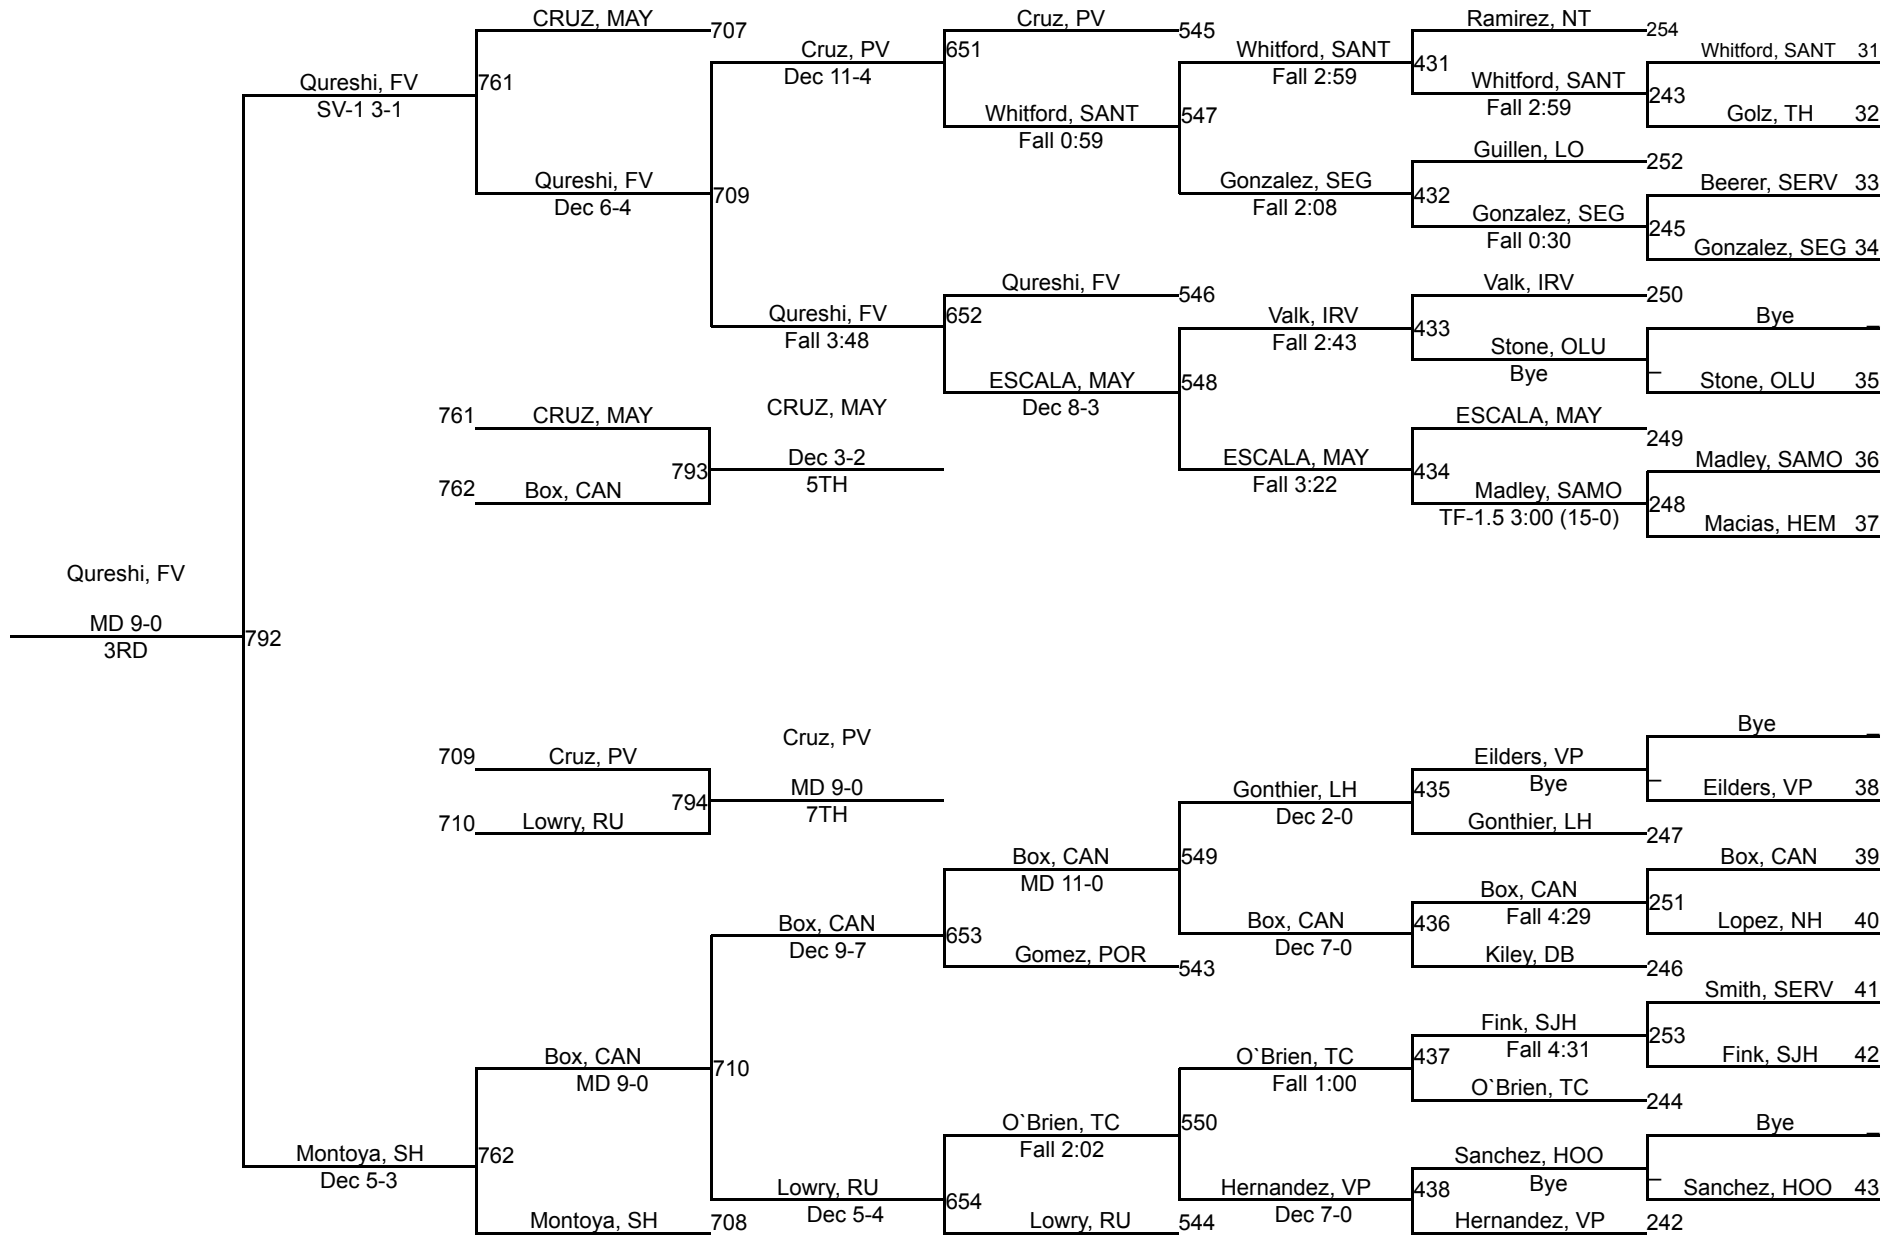 CRUZ, MAY
707
Qureshi, FV
SV-1 3-1
761
Qureshi, FV
Dec 6-4
Cruz, PV
Dec 11-4
709
Qureshi, FV
Fall 3:48
Cruz, PV
545
651
Whitford, SANT
Fall 0:59
Qureshi, FV
546
652
ESCALA, MAY
Dec 8-3
Whitford, SANT
Fall 2:59
547
Gonzalez, SEG
Fall 2:08
Valk, IRV
Fall 2:43
548
ESCALA, MAY
Fall 3:22
Ramirez, NT
254
431
Whitford, SANT
Fall 2:59
Guillen, LO
252
432
Gonzalez, SEG
Fall 0:30
Valk, IRV
250
433
Stone, OLU
Bye
ESCALA, MAY
249
434
Madley, SAMO
TF-1.5 3:00 (15-0)
Whitford, SANT 31
243
Golz, TH 32
Beerer, SERV 33
245
Gonzalez, SEG 34
Bye _
_
Stone, OLU 35
Madley, SAMO 36
248
Macias, HEM 37
761 CRUZ, MAY
762 Box, CAN
793
CRUZ, MAY
Dec 3-2
5TH
Qureshi, FV
MD 9-0
3RD
792
709 Cruz, PV
710 Lowry, RU
794
Cruz, PV
MD 9-0
7TH
Montoya, SH
Dec 5-3
Box, CAN
MD 9-0
762
Montoya, SH
708
Box, CAN
Dec 9-7
710
Lowry, RU
Dec 5-4
Box, CAN
MD 11-0
653
Gomez, POR
543
O`Brien, TC
Fall 2:02
654
Lowry, RU
544
Gonthier, LH
Dec 2-0
549
Box, CAN
Dec 7-0
O`Brien, TC
Fall 1:00
550
Hernandez, VP
Dec 7-0
Eilders, VP
Bye
435
Gonthier, LH
247
Box, CAN
Fall 4:29
436
Kiley, DB
246
Fink, SJH
Fall 4:31
437
O`Brien, TC
244
Sanchez, HOO
Bye
438
Hernandez, VP
242
Bye _
_
Eilders, VP 38
Box, CAN 39
251
Lopez, NH 40
Smith, SERV 41
253
Fink, SJH 42
Bye _
_
Sanchez, HOO 43